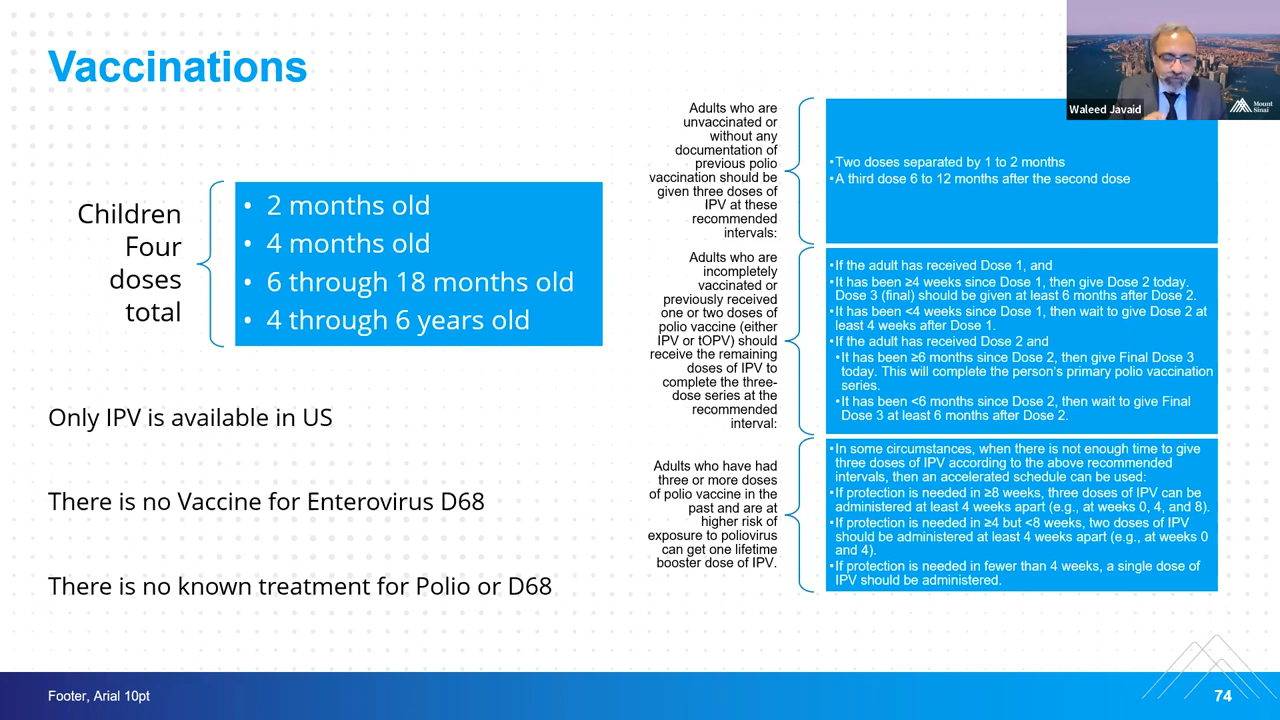 Vaccinations
Children
Four
doses
total
• 2 months old
• 4 months old
• 6 through 18 months old
• 4 through 6 years old
Only IPV is available in US
There is no Vaccine for Enterovirus D68
There is no known treatment for Polio or D68
Adults who are
unvaccinated or
without any
documentation of
previous polio
vaccination should be
given three doses of
IPV at these
recommended
intervals:
•Two doses separated by 1 to 2 months
•A third dose 6 to 12 months after the second dose
Adults who are
incompletely
vaccinated or
previously received
one or two doses of
polio vaccine (either
IPV or tOPV) should
receive the remaining
doses of IPV to
complete the three-
dose series at the
recommended
interval:
•If the adult has received Dose 1, and
•It has been ≥4 weeks since Dose 1, then give Dose 2 today.
Dose 3 (final) should be given at least 6 months after Dose 2.
•It has been <4 weeks since Dose 1, then wait to give Dose 2 at
least 4 weeks after Dose 1.
•If the adult has received Dose 2 and
•It has been ≥6 months since Dose 2, then give Final Dose 3
today. This will complete the person's primary polio vaccination
series.
•It has been <6 months since Dose 2, then wait to give Final
Dose 3 at least 6 months after Dose 2.
Adults who have had
three or more doses
of polio vaccine in the
past and are at
higher risk of
exposure to poliovirus
can get one lifetime
booster dose of IPV.
•In some circumstances, when there is not enough time to give
three doses of IPV according to the above recommended
intervals, then an accelerated schedule can be used:
•If protection is needed in ≥8 weeks, three doses of IPV can be
administered at least 4 weeks apart (e.g., at weeks 0, 4, and 8).
•If protection is needed in ≥4 but <8 weeks, two doses of IPV
should be administered at least 4 weeks apart (e.g., at weeks 0
and 4).
•If protection is needed in fewer than 4 weeks, a single dose of
IPV should be administered.
Waleed Javaid
Mount
Sinai
Footer, Arial 10pt
74